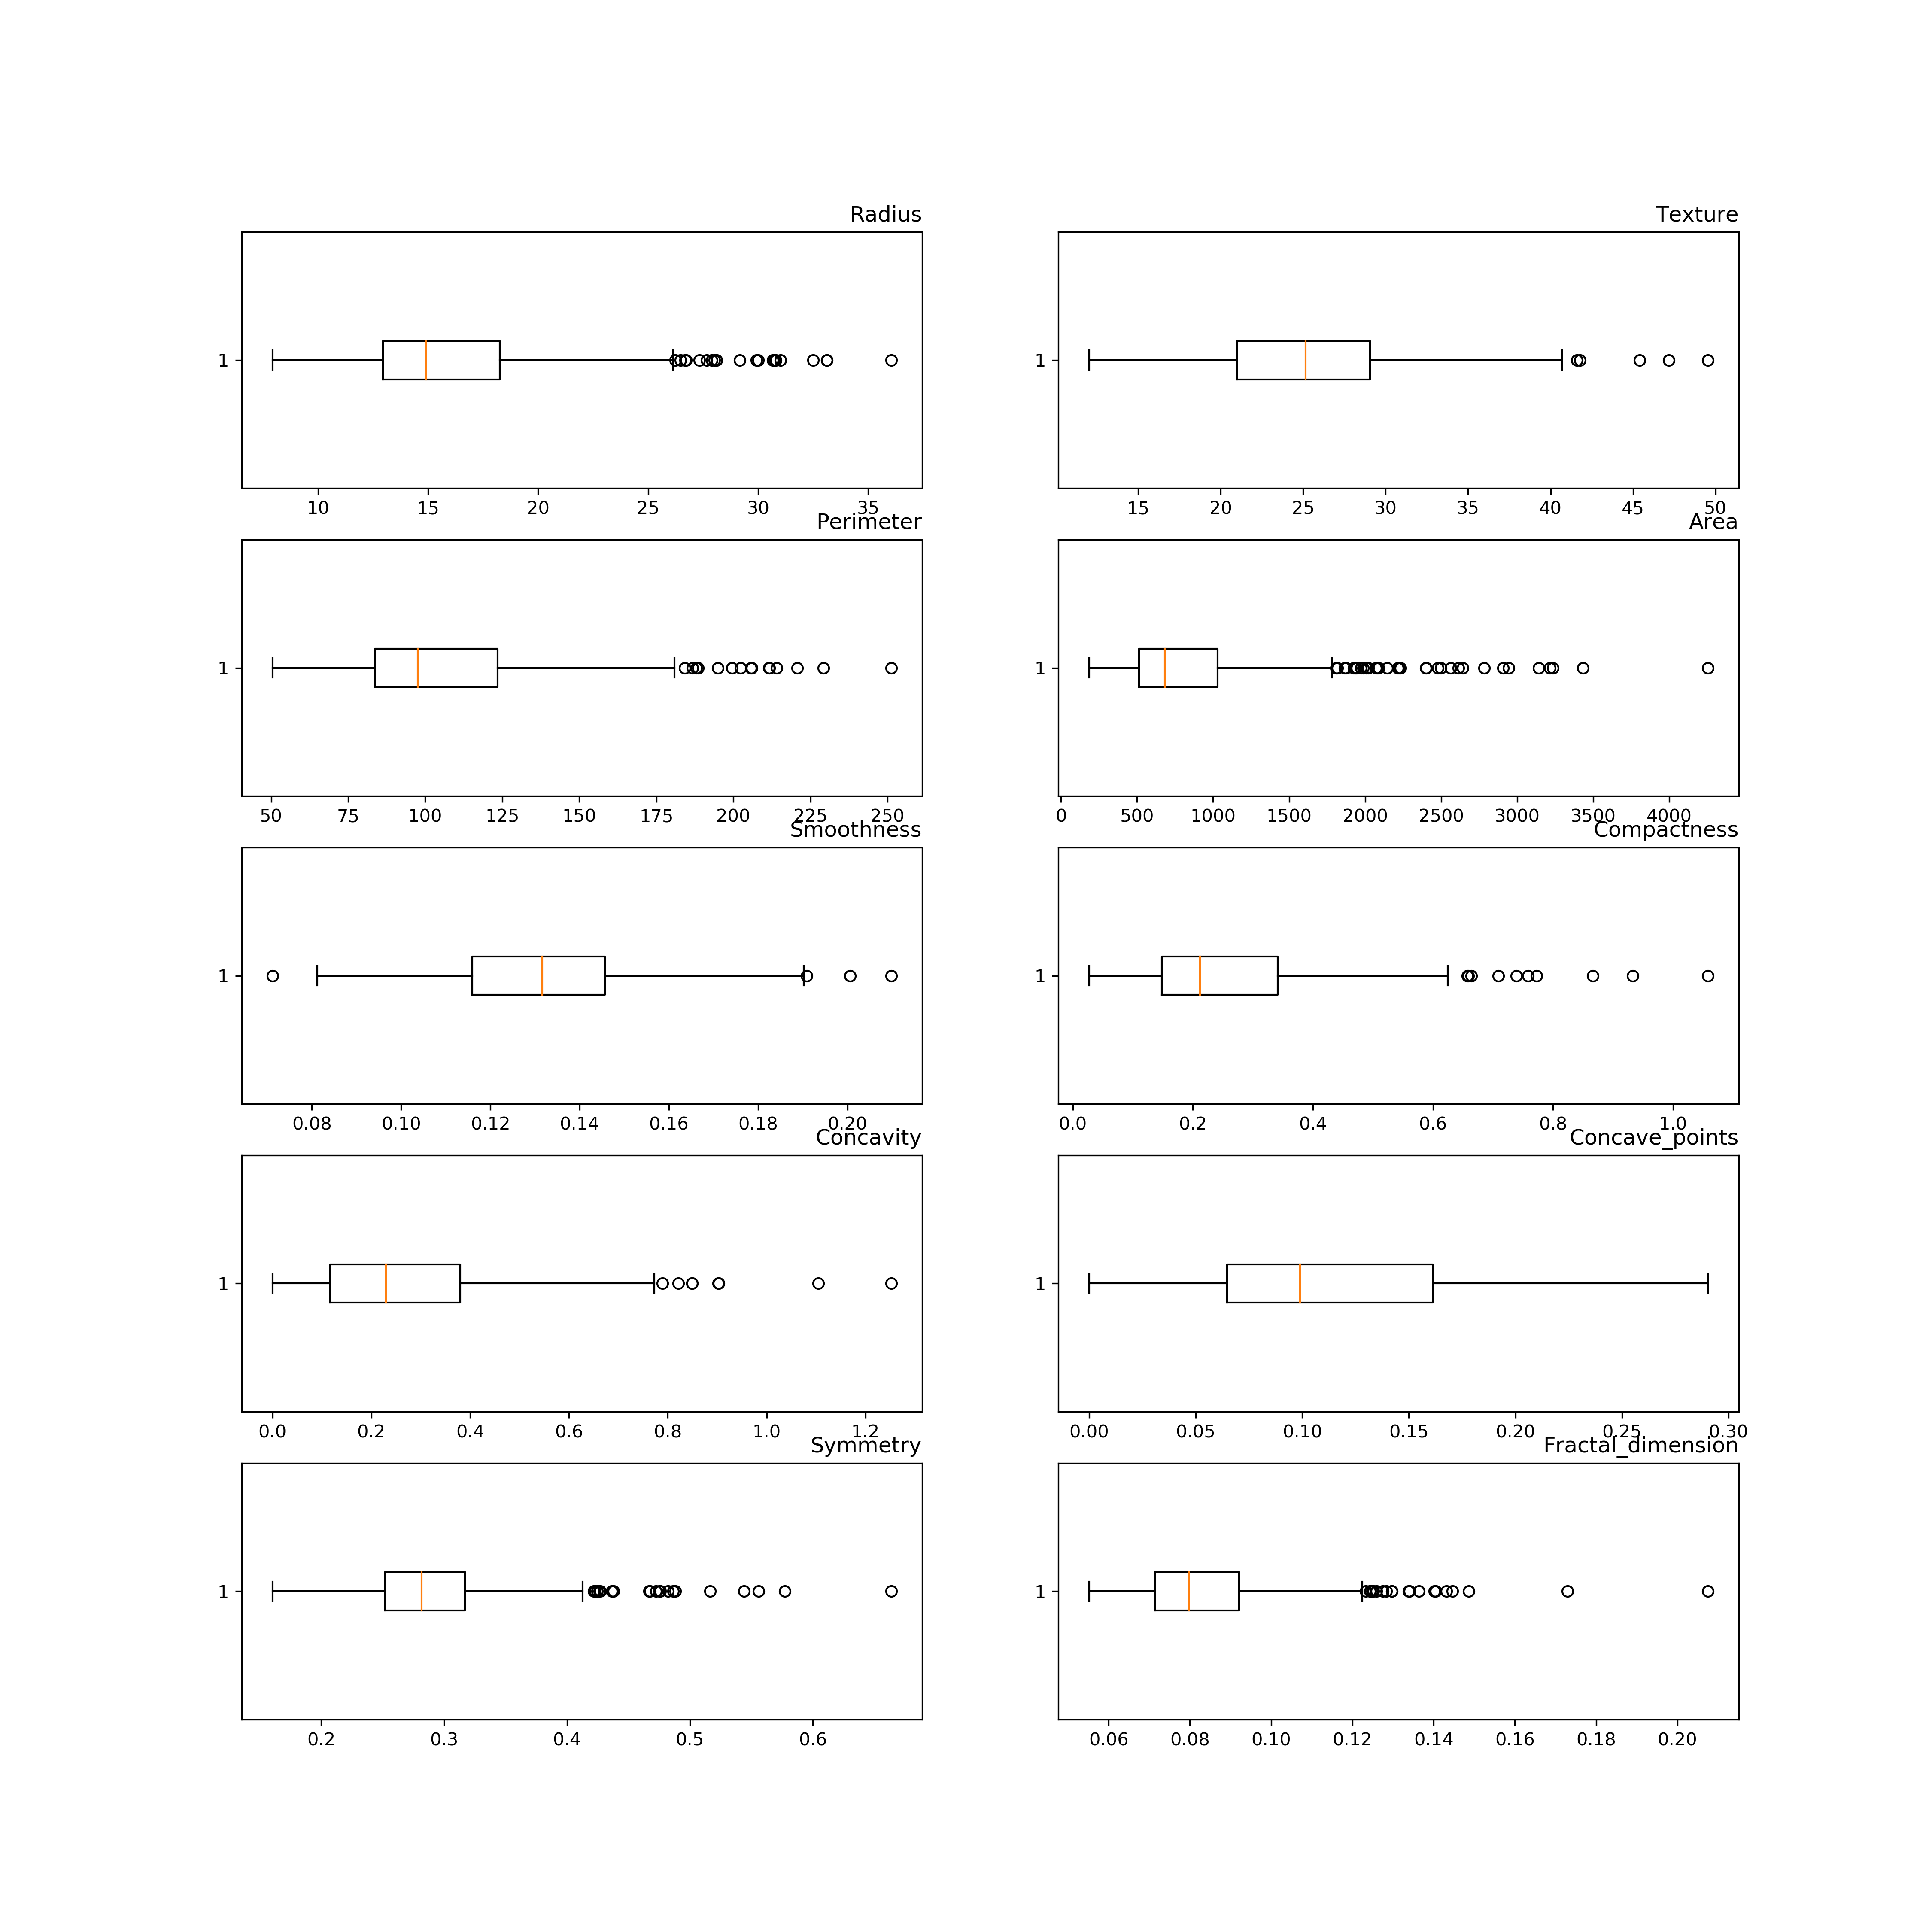 Radius
1
10 15 20 25 30 35
Texture
1
15 20 25 30 35 40 45 50
Perimeter
1
50 75 100 125 150 175 200 225 250
Area
1
0 500 1000 1500 2000 2500 3000 3500 4000
Smoothness
1
0.08 0.10 0.12 0.14 0.16 0.18 0.20
Compactness
1
0.0 0.2 0.4 0.6 0.8 1.0
Concavity
1
0.0 0.2 0.4 0.6 0.8 1.0 1.2
Concave_points
1
0.00 0.05 0.10 0.15 0.20 0.25 0.30
Symmetry
1
0.2 0.3 0.4 0.5 0.6
Fractal_dimension
1
0.06 0.08 0.10 0.12 0.14 0.16 0.18 0.20